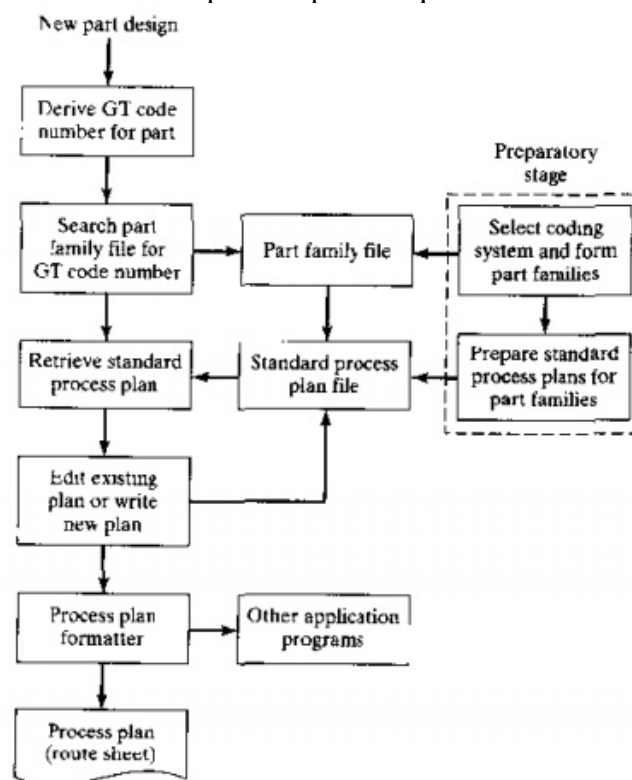 New part design
Derive GT code
number for part
Preparatory
stage
Search part
family file for
GT code number
Part family file
Select coding
system and form
part families
Retrieve standard
process plan
Standard process
plan file
Prepare standard
process plans for
part families
Edit existing
plan or write
new plan
Process plan
formatter
Other application
programs
Process plan
(route sheet)